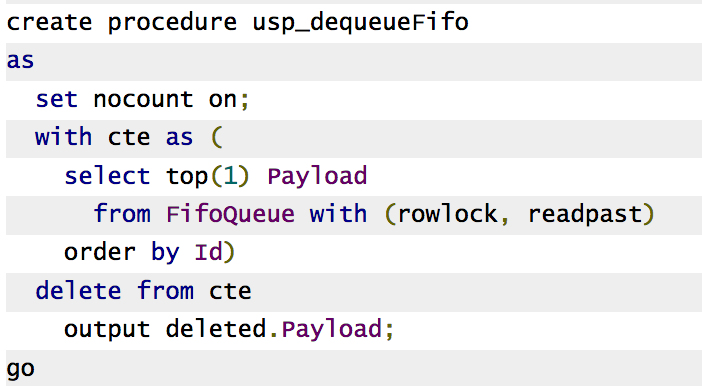 create procedure usp_dequeueFifo
as
  set nocount on;
  with cte as (
    select top(1) Payload
      from FifoQueue with (rowlock, readpast)
    order by Id)
  delete from cte
    output deleted.Payload;
go